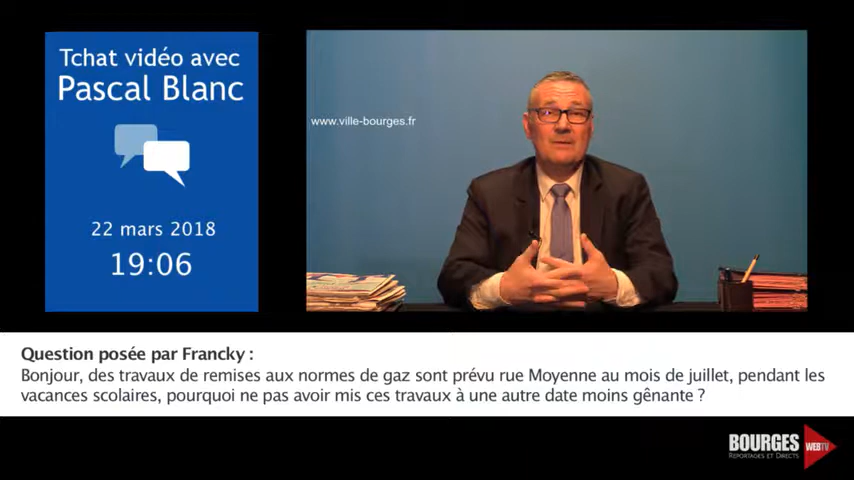 Tchat vidéo avec
Pascal Blanc
22 mars 2018
19:06
www.ville-bourges.fr
Question posée par Francky :
Bonjour, des travaux de remises aux normes de gaz sont prévu rue Moyenne au mois de juillet, pendant les
vacances scolaires, pourquoi ne pas avoir mis ces travaux à une autre date moins gênante ?
BOURGES
WEBTV
REPORTAGES ET DIRECTS